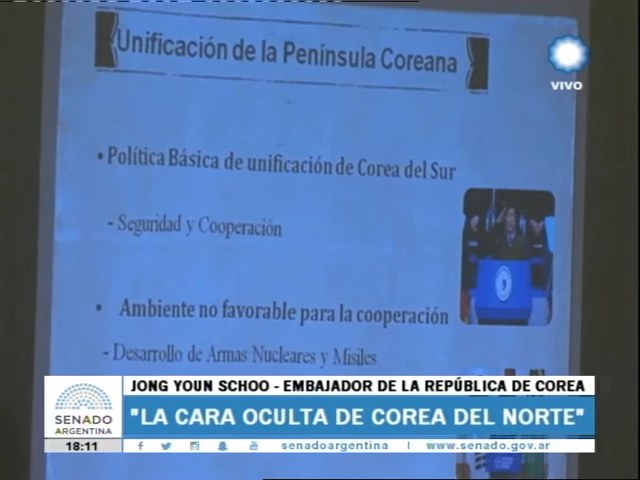 Unificación de la Península Coreana
VIVO
• Política Básica de unificación de Corea del Sur
- Seguridad y Cooperación
• Ambiente no favorable para la cooperación
- Desarrollo de Armas Nucleares y Misiles
JONG YOUN SCHOO - EMBAJADOR DE LA REPÚBLICA DE COREA
"LA CARA OCULTA DE COREA DEL NORTE"
SENADO
ARGENTINA
18:11
senadoargentina | www.senado.gov.ar